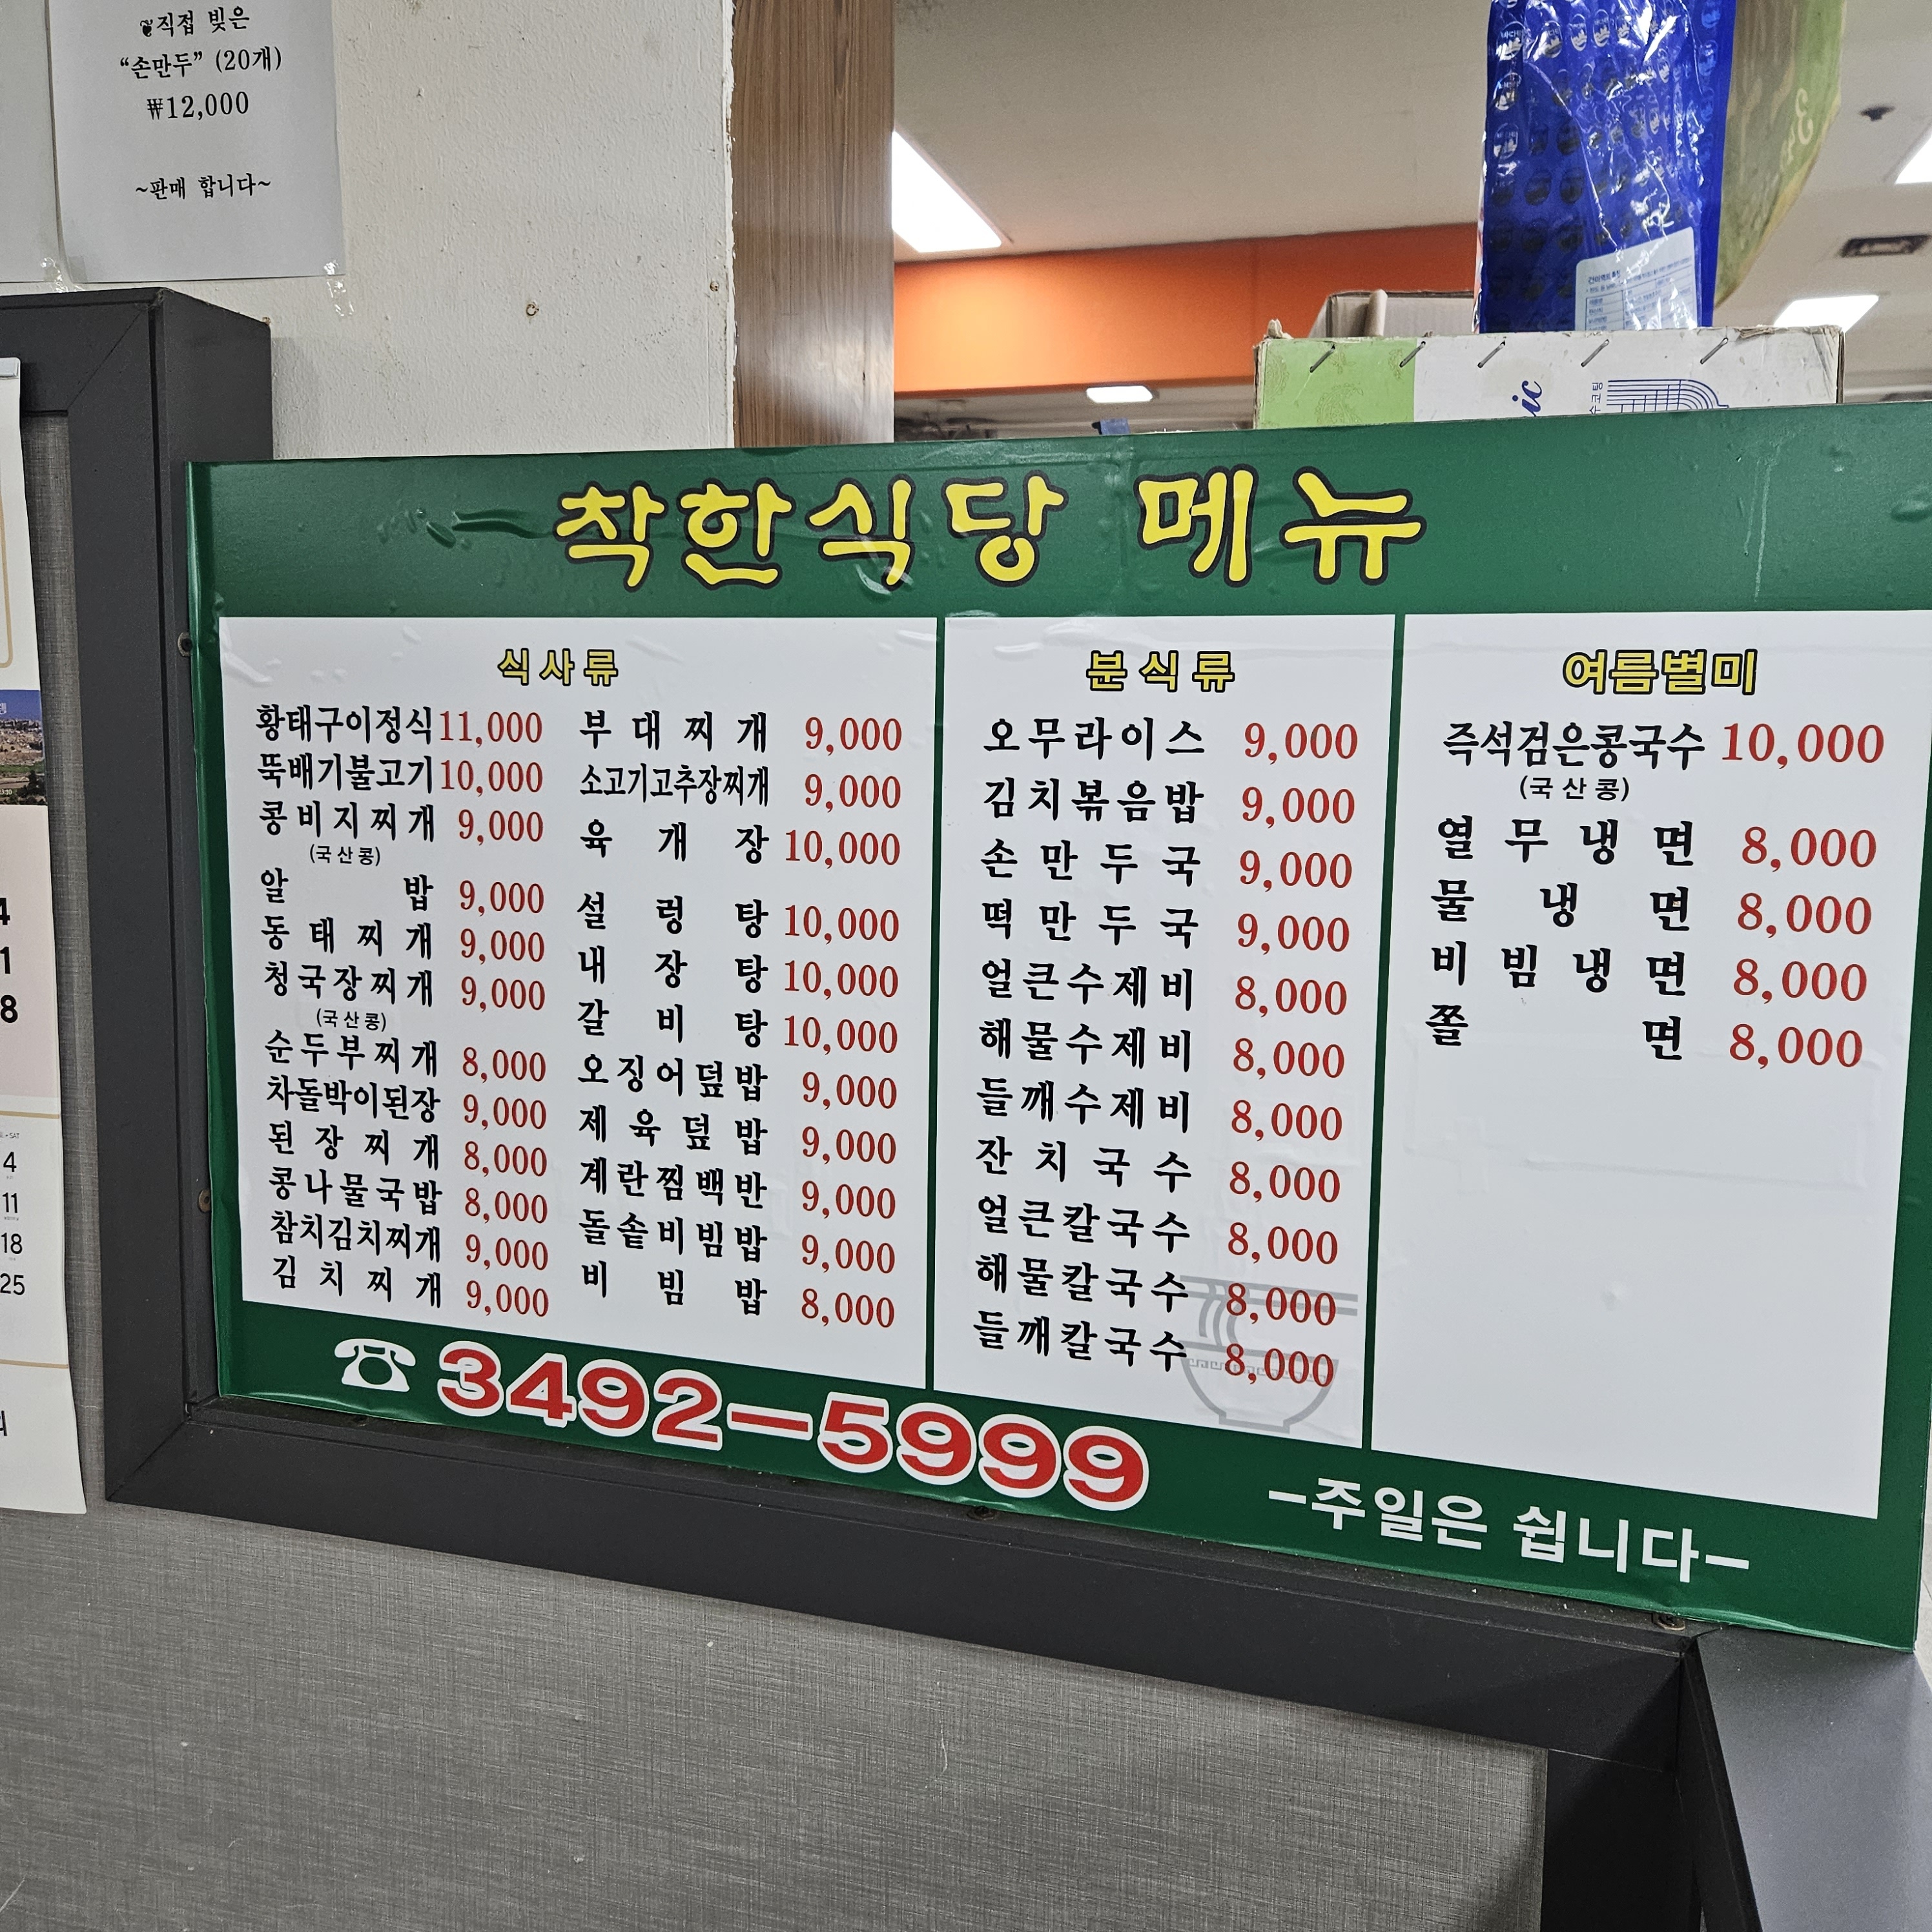 ❦직접 빚은
“손만두” (20개)
₩12,000
~판매 합니다~
착한식당 메뉴
식사류
황태구이정식 11,000
뚝배기불고기 10,000
콩비지찌개 9,000
(국산콩)
알밥 9,000
동태찌개 9,000
청국장찌개 9,000
(국산콩)
순두부찌개 8,000
차돌박이된장 9,000
된장찌개 8,000
콩나물국밥 8,000
참치김치찌개 9,000
김치찌개 9,000
부대찌개 9,000
소고기고추장찌개 9,000
육개장 10,000
설렁탕 10,000
내장탕 10,000
갈비탕 10,000
오징어덮밥 9,000
제육덮밥 9,000
계란찜백반 9,000
돌솥비빔밥 9,000
비빔밥 8,000
분식류
오무라이스 9,000
김치볶음밥 9,000
손만두국 9,000
떡만두국 9,000
얼큰수제비 8,000
해물수제비 8,000
들깨수제비 8,000
잔치국수 8,000
얼큰칼국수 8,000
해물칼국수 8,000
들깨칼국수 8,000
여름별미
즉석검은콩국수 10,000
(국산콩)
열무냉면 8,000
물냉면 8,000
비빔냉면 8,000
쫄면 8,000
☎ 3492-5999
-주일은 쉽니다-
4
1
8
SAT
4
11
18
25